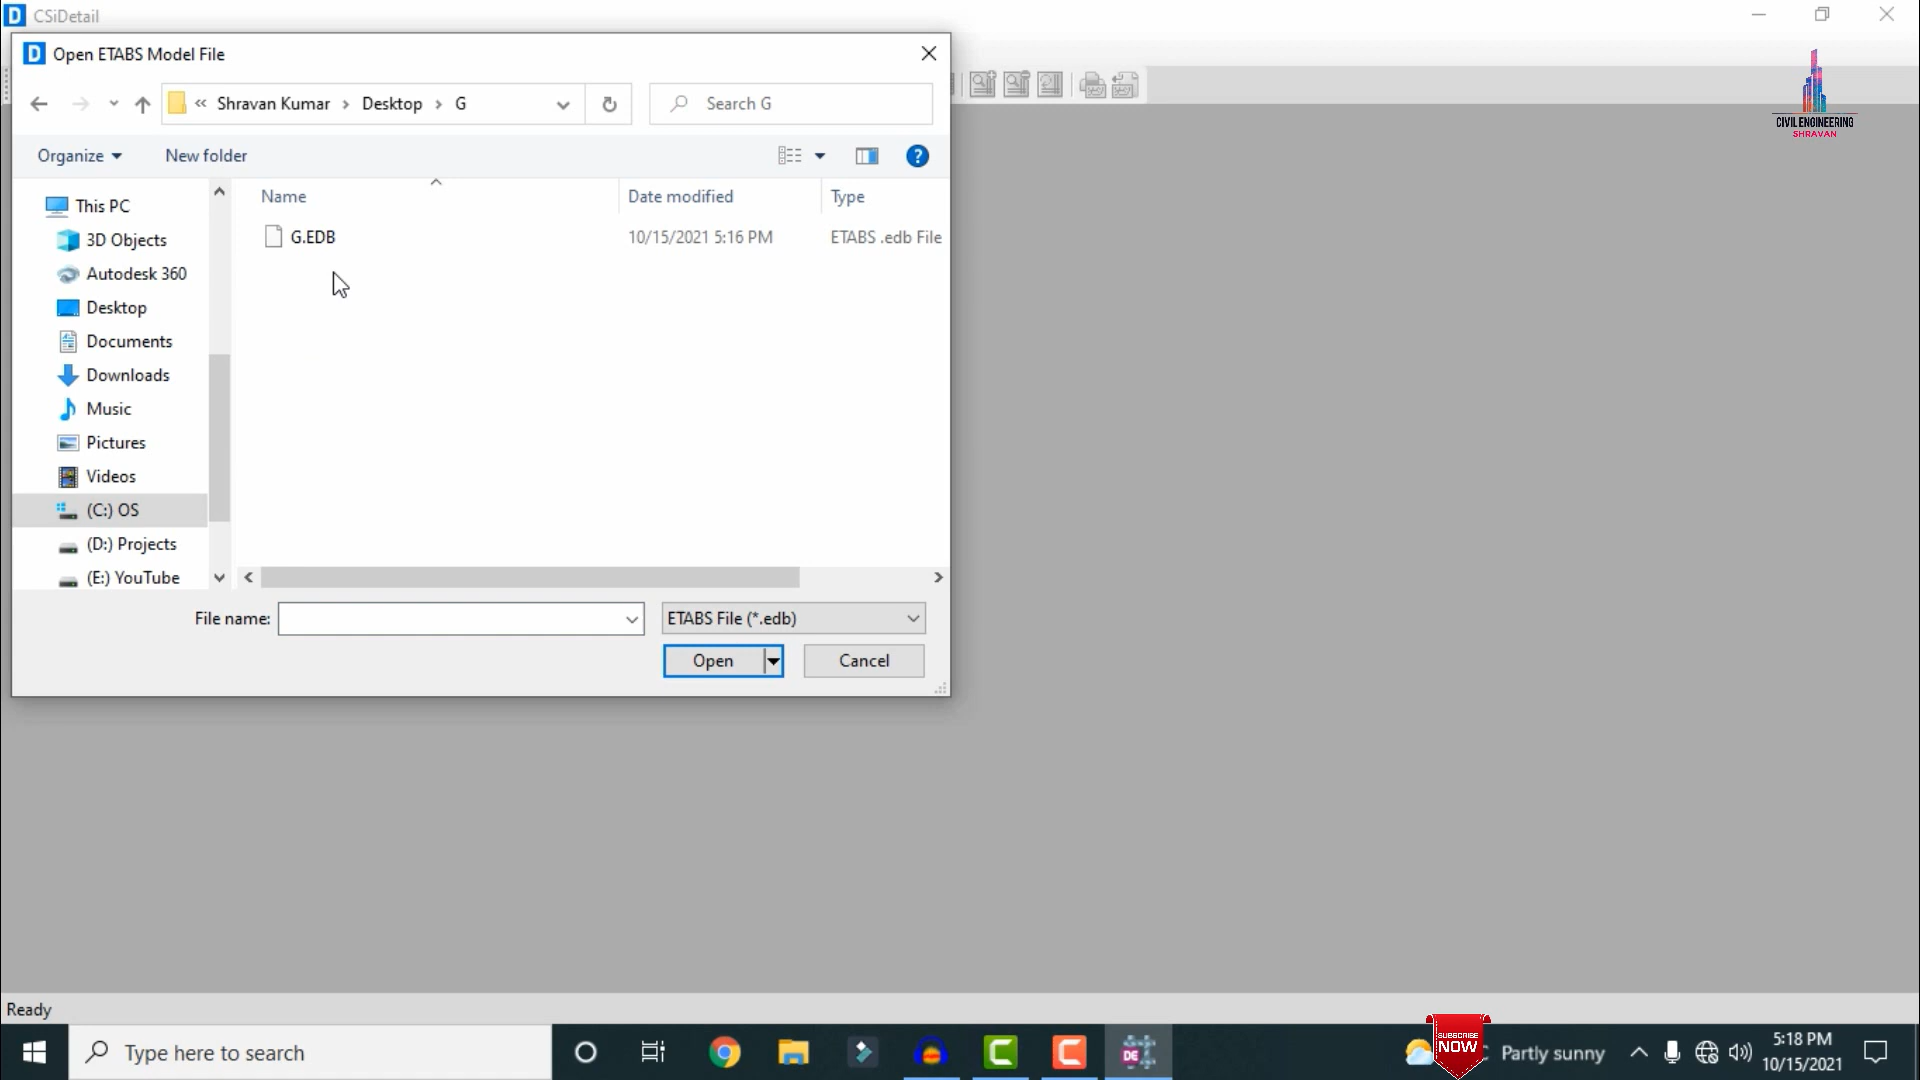 CSiDetail
Open ETABS Model File
« Shravan Kumar › Desktop › G
Search G
CIVIL ENGINEERING
SHRAVAN
Organize
New folder
Name
Date modified
Type
This PC
G.EDB
10/15/2021 5:16 PM
ETABS .edb File
3D Objects
Autodesk 360
Desktop
Documents
Downloads
Music
Pictures
Videos
(C:) OS
(D:) Projects
(E:) YouTube
File name:
ETABS File (*.edb)
Open
Cancel
Ready
Type here to search
DE
SUBSCRIBE
NOW
C Partly sunny
5:18 PM
10/15/2021